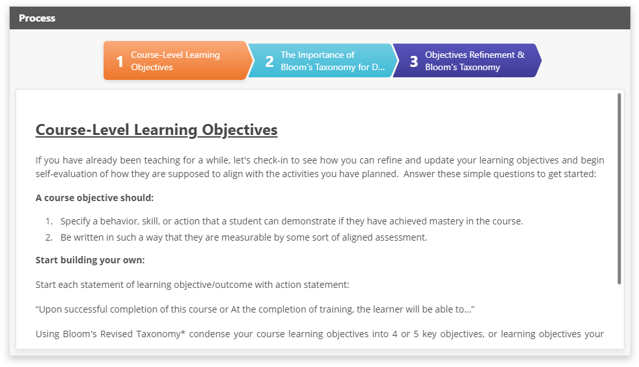 Process
1 Course-Level Learning
Objectives
2 The Importance of
Bloom's Taxonomy for D...
3 Objectives Refinement &
Bloom's Taxonomy
Course-Level Learning Objectives
If you have already been teaching for a while, let's check-in to see how you can refine and update your learning objectives and begin
self-evaluation of how they are supposed to align with the activities you have planned. Answer these simple questions to get started:
A course objective should:
1. Specify a behavior, skill, or action that a student can demonstrate if they have achieved mastery in the course.
2. Be written in such a way that they are measurable by some sort of aligned assessment.
Start building your own:
Start each statement of learning objective/outcome with action statement:
“Upon successful completion of this course or At the completion of training, the learner will be able to…”
Using Bloom's Revised Taxonomy* condense your course learning objectives into 4 or 5 key objectives, or learning objectives your